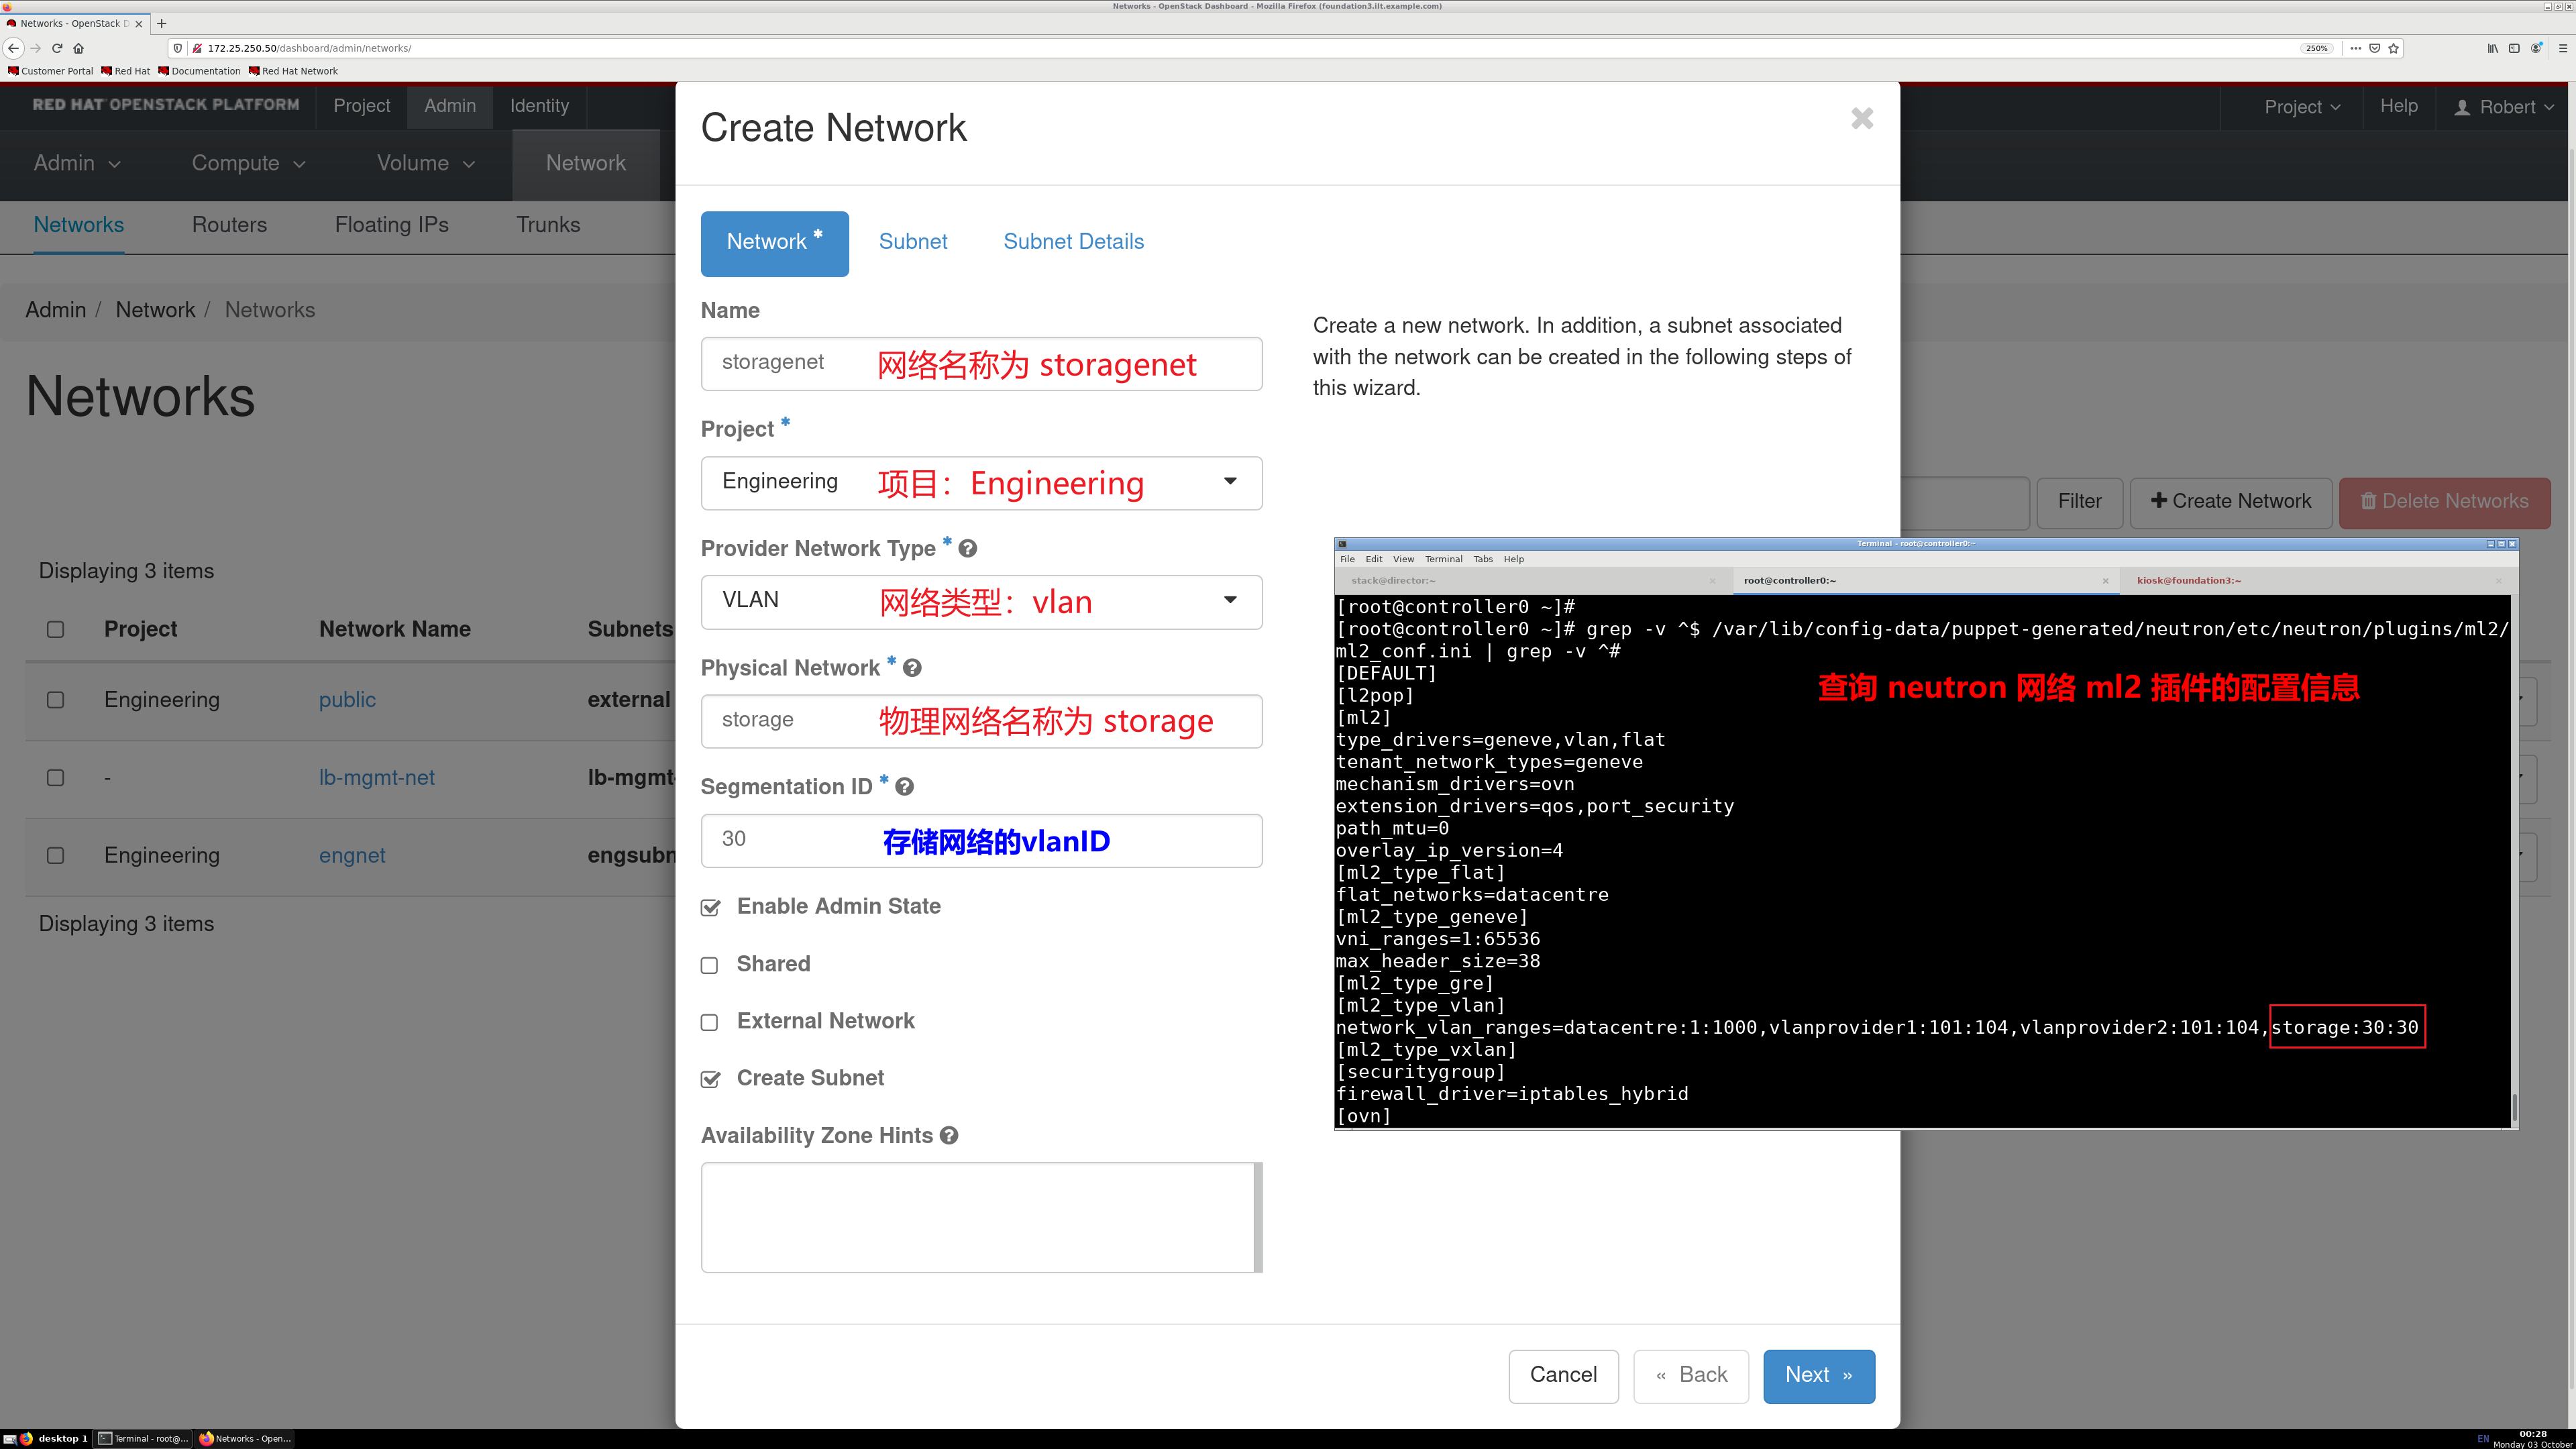 Networks - OpenStack Dashboard - Mozilla Firefox (foundation3.ilt.example.com)
Networks - OpenStack D
172.25.250.50/dashboard/admin/networks/
250%
Customer Portal Red Hat Documentation Red Hat Network
RED HAT OPENSTACK PLATFORM Project Admin Identity
Project Help Robert
Admin Compute Volume Network
Networks Routers Floating IPs Trunks
Admin / Network / Networks
Networks
Filter Create Network Delete Networks
Displaying 3 items
Project Network Name Subnets
Engineering public external
- lb-mgmt-net lb-mgmt-
Engineering engnet engsubn
Displaying 3 items
Create Network
Network * Subnet Subnet Details
Name
storagenet 网络名称为 storagenet
Project *
Engineering 项目：Engineering
Provider Network Type *
VLAN 网络类型：vlan
Physical Network *
storage 物理网络名称为 storage
Segmentation ID *
30 存储网络的vlanID
Enable Admin State
Shared
External Network
Create Subnet
Availability Zone Hints
Create a new network. In addition, a subnet associated
with the network can be created in the following steps of
this wizard.
Cancel « Back Next »
Terminal - root@controller0:~
File Edit View Terminal Tabs Help
stack@director:~ root@controller0:~ kiosk@foundation3:~
[root@controller0 ~]#
[root@controller0 ~]# grep -v ^$ /var/lib/config-data/puppet-generated/neutron/etc/neutron/plugins/ml2/
ml2_conf.ini | grep -v ^#
[DEFAULT]
查询 neutron 网络 ml2 插件的配置信息
[l2pop]
[ml2]
type_drivers=geneve,vlan,flat
tenant_network_types=geneve
mechanism_drivers=ovn
extension_drivers=qos,port_security
path_mtu=0
overlay_ip_version=4
[ml2_type_flat]
flat_networks=datacentre
[ml2_type_geneve]
vni_ranges=1:65536
max_header_size=38
[ml2_type_gre]
[ml2_type_vlan]
network_vlan_ranges=datacentre:1:1000,vlanprovider1:101:104,vlanprovider2:101:104,storage:30:30
[ml2_type_vxlan]
[securitygroup]
firewall_driver=iptables_hybrid
[ovn]
desktop 1 Terminal - root@... Networks - Open...
EN 00:28
Monday 03 October